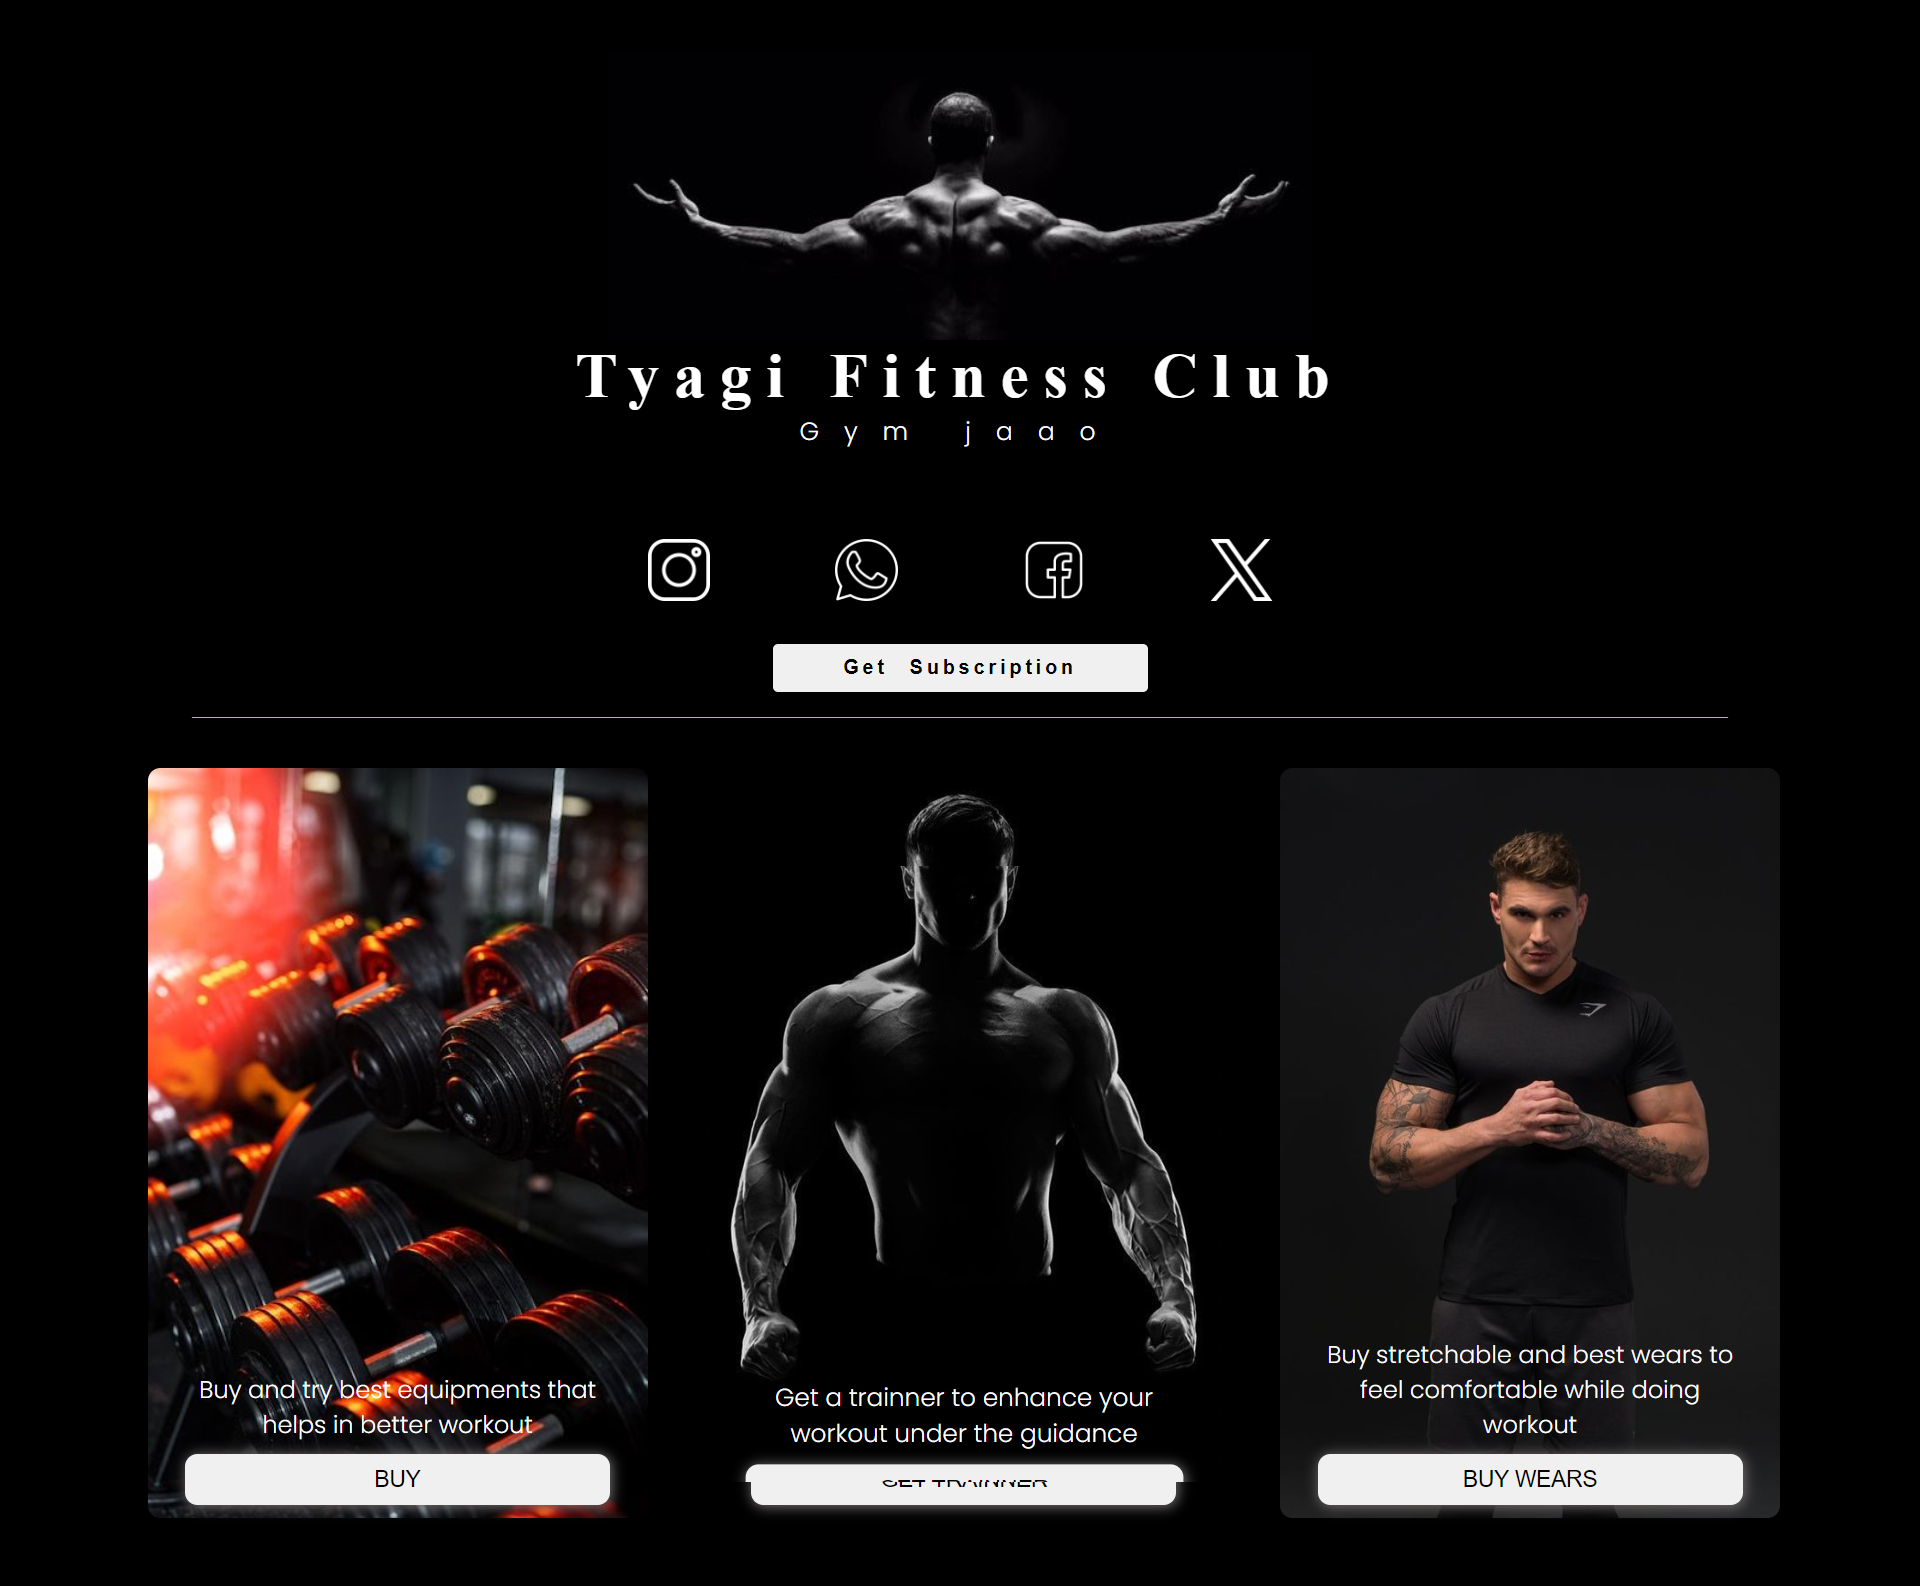 Tyagi Fitness Club
Gym jaao
Get Subscription
Buy and try best equipments that
helps in better workout
BUY
Get a trainner to enhance your
workout under the guidance
GET TRAINNER
Buy stretchable and best wears to
feel comfortable while doing
workout
BUY WEARS